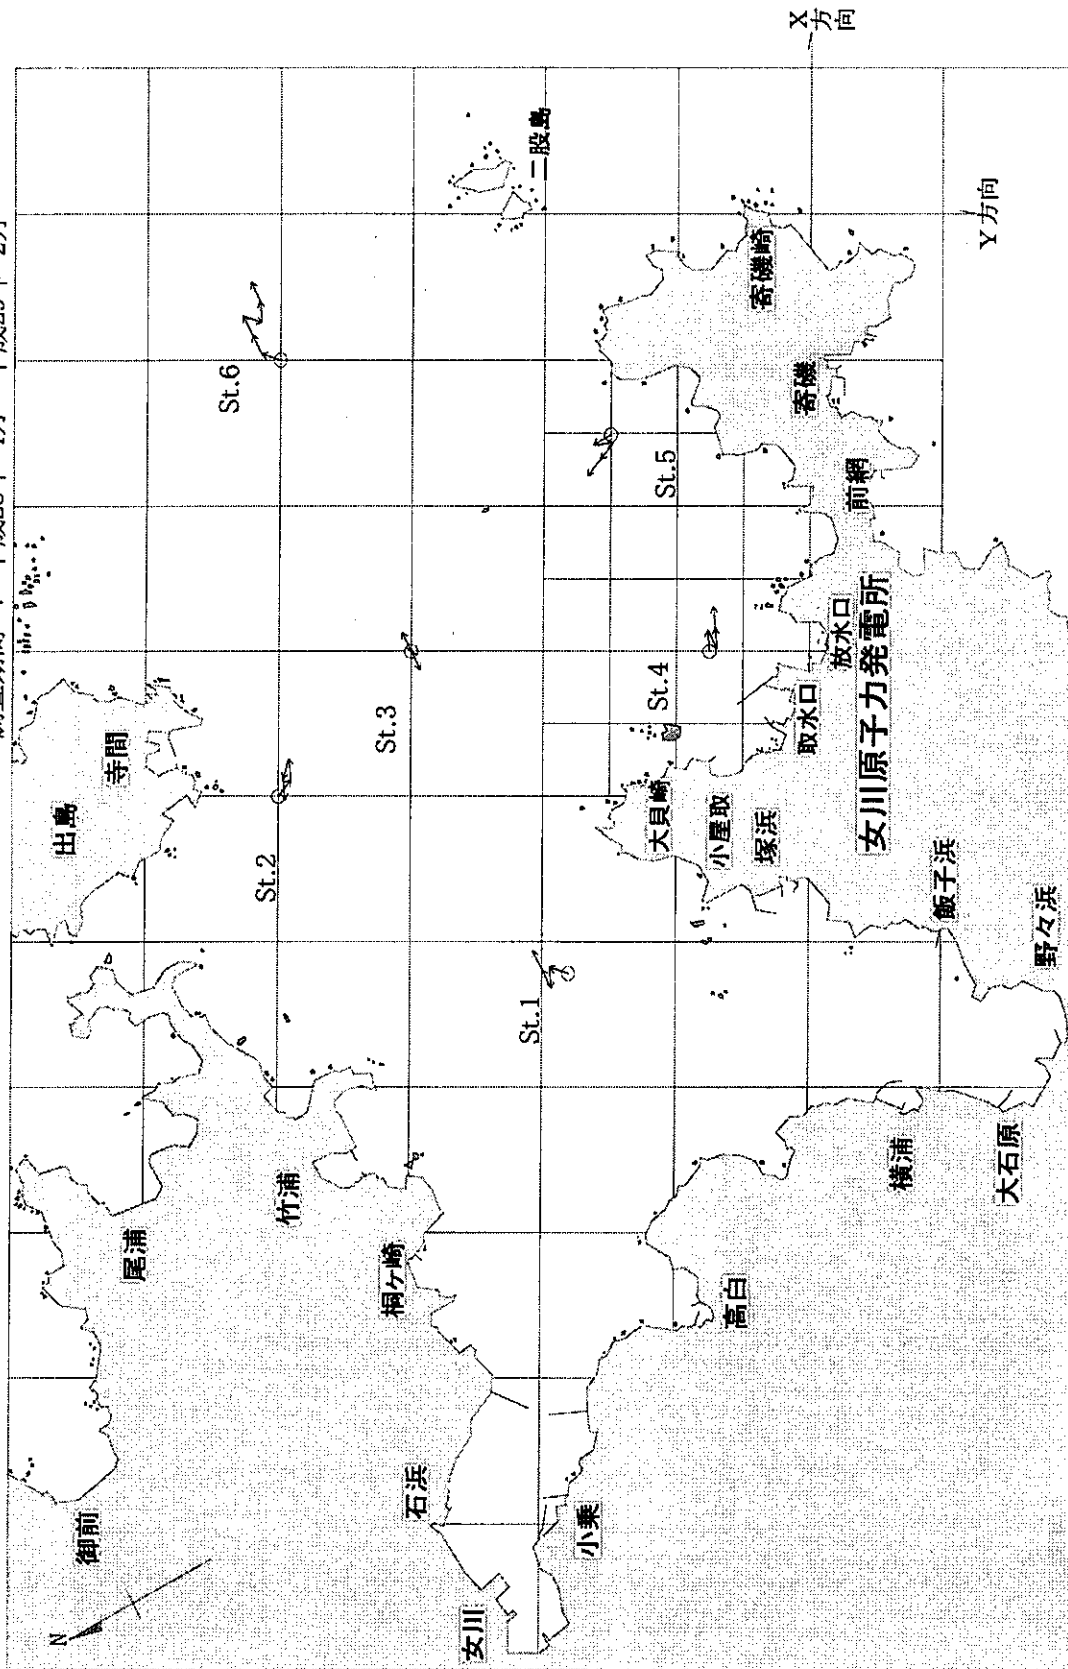 出島
寺間
御前
尾浦
竹浦
桐ヶ崎
石浜
女川
小乗
高白
横浦
大石原
野々浜
飯子浜
塚浜
小屋取
大貝崎
取水口
放水口
女川原子力発電所
前網
寄磯
寄磯崎
二股島
St.1
St.2
St.3
St.4
St.5
St.6
N
X
方向
Y方向